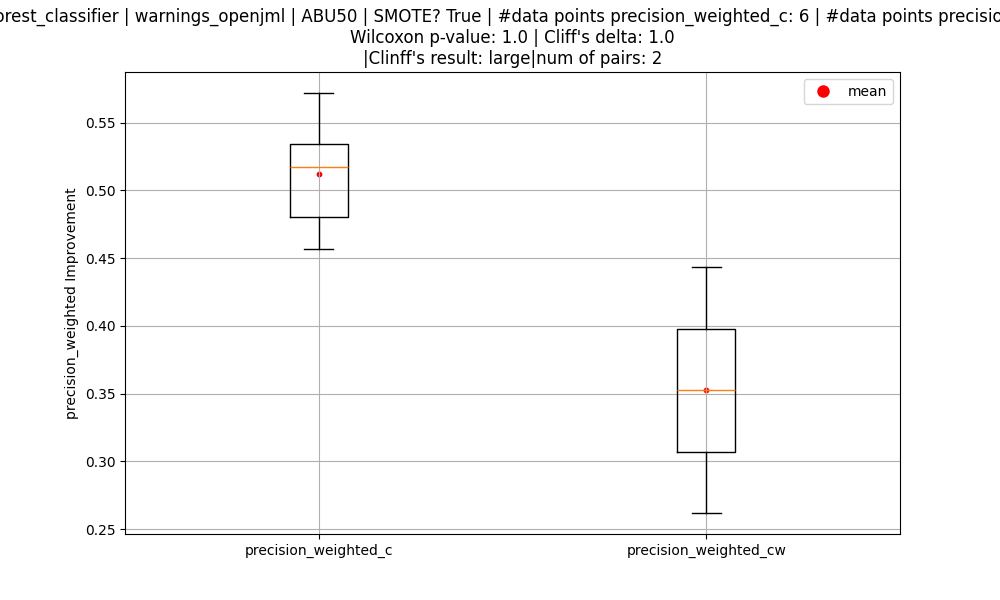 orest_classifier | warnings_openjml | ABU50 | SMOTE? True | #data points precision_weighted_c: 6 | #data points precisio
Wilcoxon p-value: 1.0 | Cliff's delta: 1.0
|Clinff's result: large|num of pairs: 2
mean
0.55
0.50
0.45
0.40
0.35
0.30
0.25
precision_weighted Improvement
precision_weighted_c
precision_weighted_cw